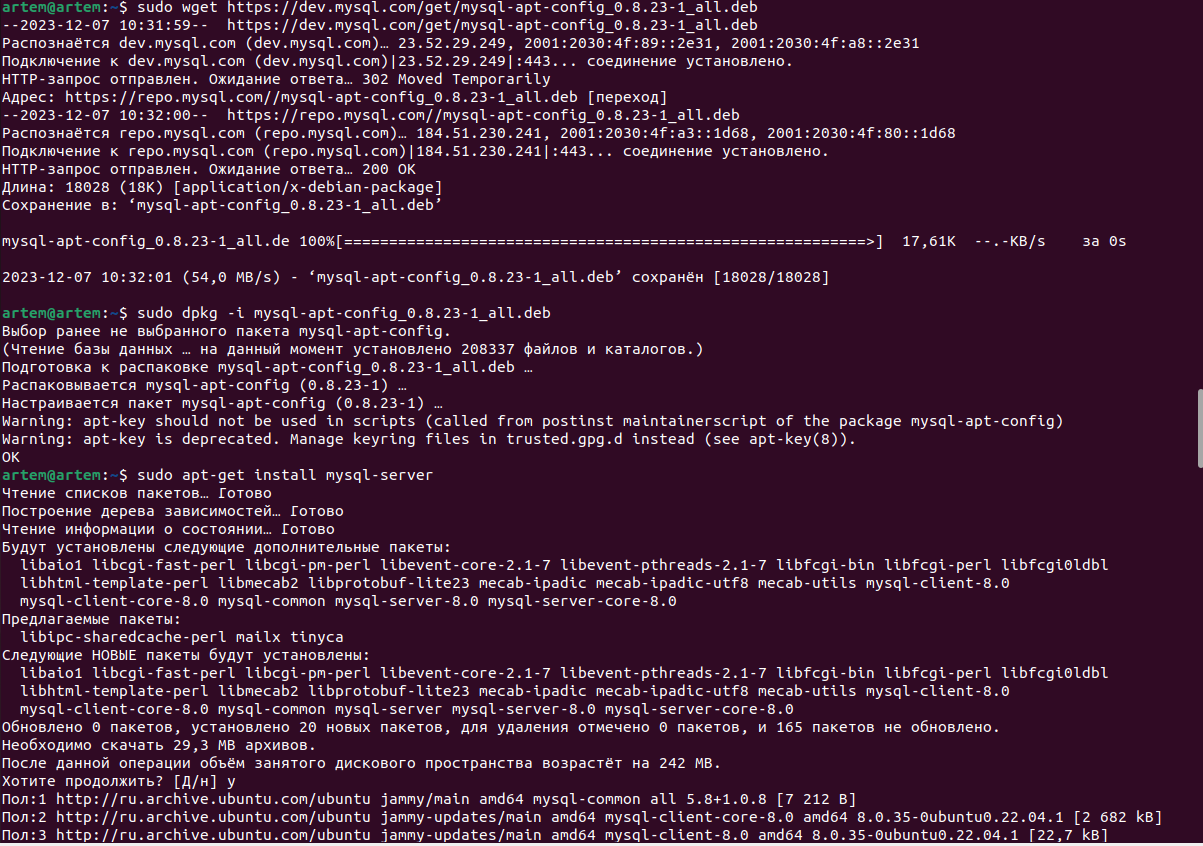 artem@artem:~$ sudo wget https://dev.mysql.com/get/mysql-apt-config_0.8.23-1_all.deb
--2023-12-07 10:31:59--  https://dev.mysql.com/get/mysql-apt-config_0.8.23-1_all.deb
Распознаётся dev.mysql.com (dev.mysql.com)… 23.52.29.249, 2001:2030:4f:89::2e31, 2001:2030:4f:a8::2e31
Подключение к dev.mysql.com (dev.mysql.com)|23.52.29.249|:443... соединение установлено.
HTTP-запрос отправлен. Ожидание ответа… 302 Moved Temporarily
Адрес: https://repo.mysql.com//mysql-apt-config_0.8.23-1_all.deb [переход]
--2023-12-07 10:32:00--  https://repo.mysql.com//mysql-apt-config_0.8.23-1_all.deb
Распознаётся repo.mysql.com (repo.mysql.com)… 184.51.230.241, 2001:2030:4f:a3::1d68, 2001:2030:4f:80::1d68
Подключение к repo.mysql.com (repo.mysql.com)|184.51.230.241|:443... соединение установлено.
HTTP-запрос отправлен. Ожидание ответа… 200 OK
Длина: 18028 (18K) [application/x-debian-package]
Сохранение в: ‘mysql-apt-config_0.8.23-1_all.deb’
mysql-apt-config_0.8.23-1_all.de 100%[==========================================================>]  17,61K  --.-KB/s    за 0s
2023-12-07 10:32:01 (54,0 MB/s) - ‘mysql-apt-config_0.8.23-1_all.deb’ сохранён [18028/18028]
artem@artem:~$ sudo dpkg -i mysql-apt-config_0.8.23-1_all.deb
Выбор ранее не выбранного пакета mysql-apt-config.
(Чтение базы данных … на данный момент установлено 208337 файлов и каталогов.)
Подготовка к распаковке mysql-apt-config_0.8.23-1_all.deb …
Распаковывается mysql-apt-config (0.8.23-1) …
Настраивается пакет mysql-apt-config (0.8.23-1) …
Warning: apt-key should not be used in scripts (called from postinst maintainerscript of the package mysql-apt-config)
Warning: apt-key is deprecated. Manage keyring files in trusted.gpg.d instead (see apt-key(8)).
OK
artem@artem:~$ sudo apt-get install mysql-server
Чтение списков пакетов… Готово
Построение дерева зависимостей… Готово
Чтение информации о состоянии… Готово
Будут установлены следующие дополнительные пакеты:
  libaio1 libcgi-fast-perl libcgi-pm-perl libevent-core-2.1-7 libevent-pthreads-2.1-7 libfcgi-bin libfcgi-perl libfcgi0ldbl
  libhtml-template-perl libmecab2 libprotobuf-lite23 mecab-ipadic mecab-ipadic-utf8 mecab-utils mysql-client-8.0
  mysql-client-core-8.0 mysql-common mysql-server-8.0 mysql-server-core-8.0
Предлагаемые пакеты:
  libipc-sharedcache-perl mailx tinyca
Следующие НОВЫЕ пакеты будут установлены:
  libaio1 libcgi-fast-perl libcgi-pm-perl libevent-core-2.1-7 libevent-pthreads-2.1-7 libfcgi-bin libfcgi-perl libfcgi0ldbl
  libhtml-template-perl libmecab2 libprotobuf-lite23 mecab-ipadic mecab-ipadic-utf8 mecab-utils mysql-client-8.0
  mysql-client-core-8.0 mysql-common mysql-server mysql-server-8.0 mysql-server-core-8.0
Обновлено 0 пакетов, установлено 20 новых пакетов, для удаления отмечено 0 пакетов, и 165 пакетов не обновлено.
Необходимо скачать 29,3 MB архивов.
После данной операции объём занятого дискового пространства возрастёт на 242 MB.
Хотите продолжить? [Д/н] y
Пол:1 http://ru.archive.ubuntu.com/ubuntu jammy/main amd64 mysql-common all 5.8+1.0.8 [7 212 B]
Пол:2 http://ru.archive.ubuntu.com/ubuntu jammy-updates/main amd64 mysql-client-core-8.0 amd64 8.0.35-0ubuntu0.22.04.1 [2 682 kB]
Пол:3 http://ru.archive.ubuntu.com/ubuntu jammy-updates/main amd64 mysql-client-8.0 amd64 8.0.35-0ubuntu0.22.04.1 [22,7 kB]